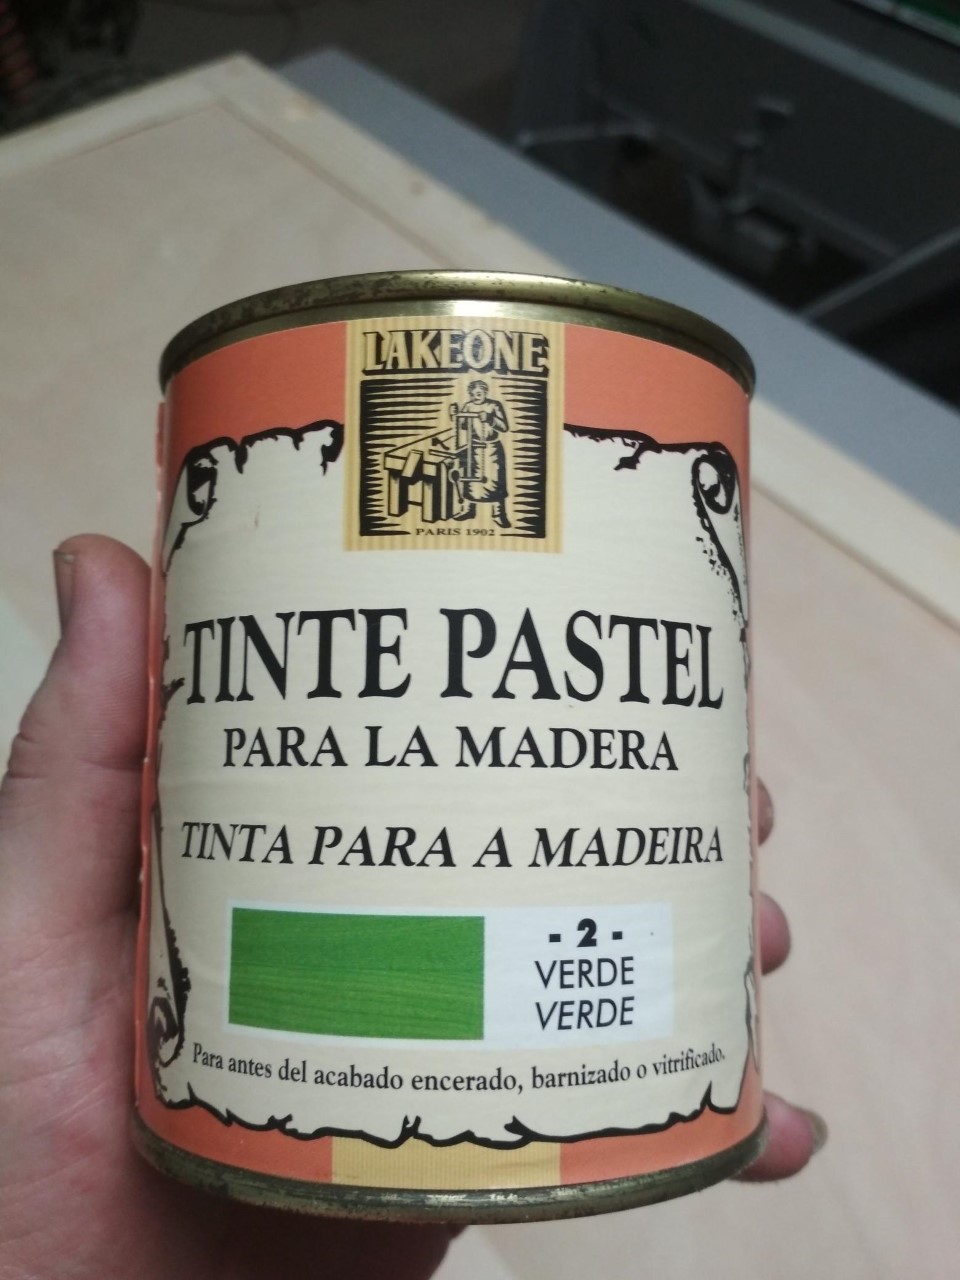 LAKEONE
PARIS 1902
TINTE PASTEL
PARA LA MADERA
TINTA PARA A MADEIRA
- 2 -
VERDE
VERDE
Para antes del acabado encerado, barnizado o vitrificado.